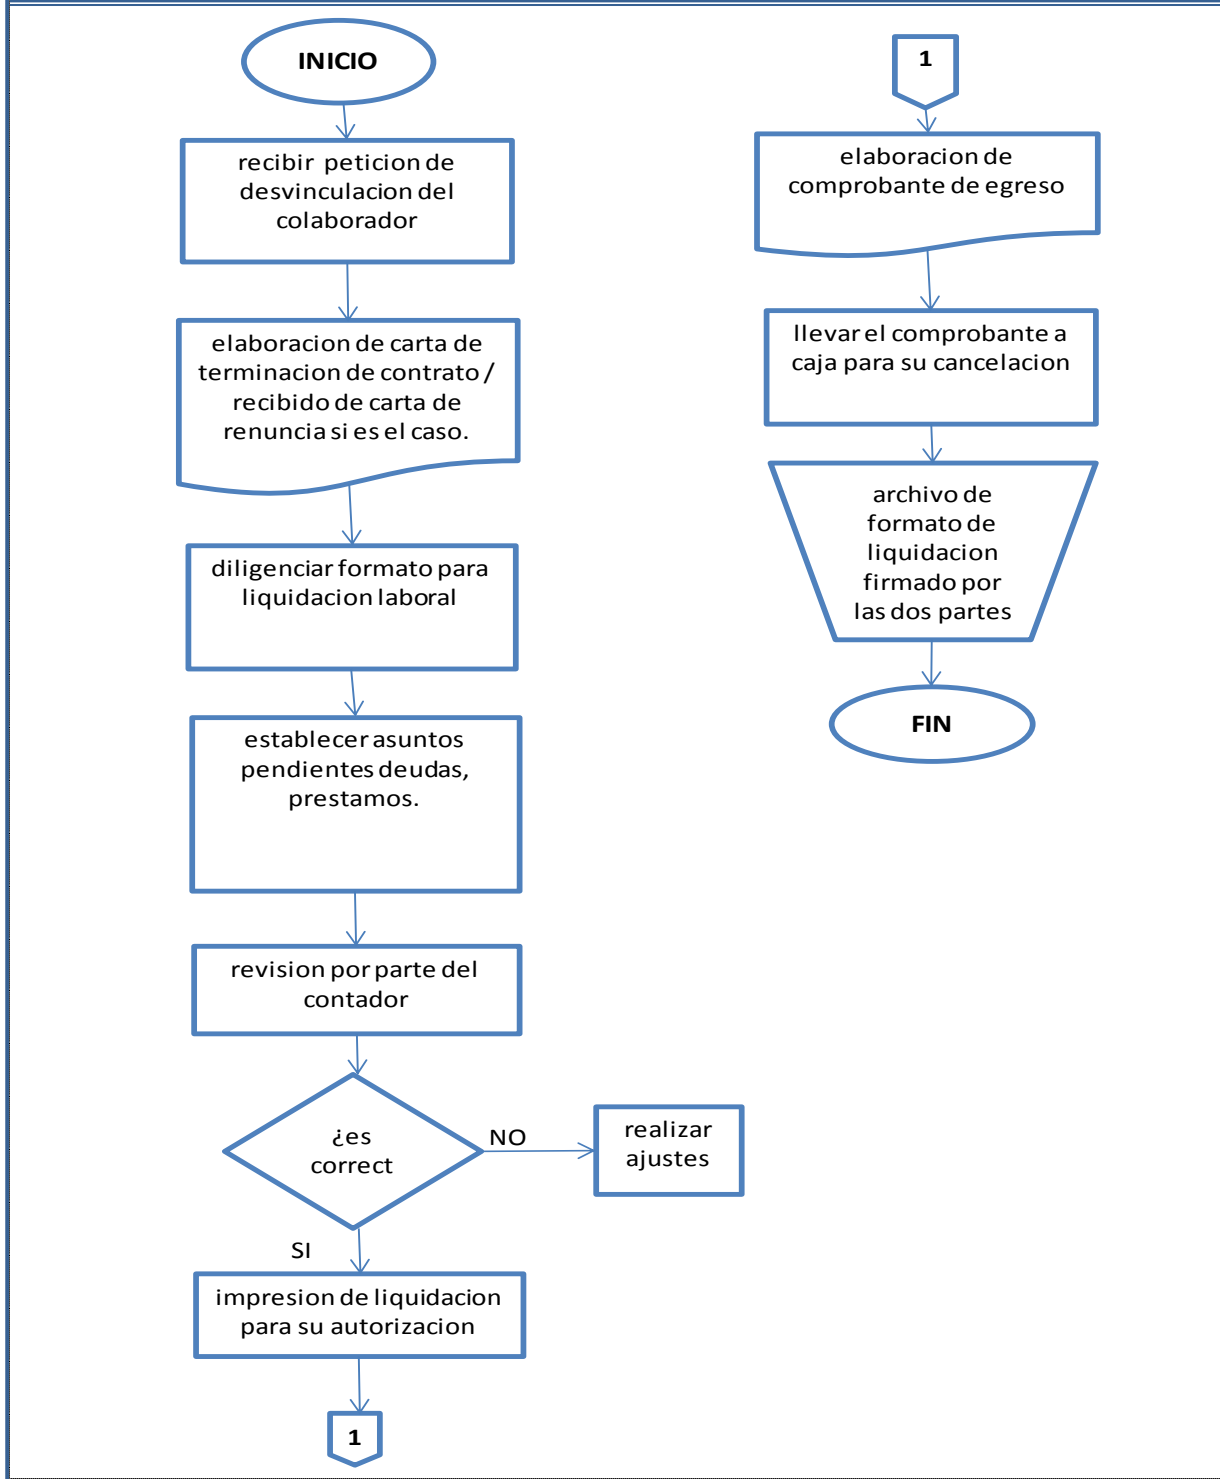 INICIO
recibir peticion de
desvinculacion del
colaborador
elaboracion de carta de
terminacion de contrato /
recibido de carta de
renuncia si es el caso.
diligenciar formato para
liquidacion laboral
establecer asuntos
pendientes deudas,
prestamos.
revision por parte del
contador
¿es
correct
NO
realizar
ajustes
SI
impresion de liquidacion
para su autorizacion
1
1
elaboracion de
comprobante de egreso
llevar el comprobante a
caja para su cancelacion
archivo de
formato de
liquidacion
firmado por
las dos partes
FIN